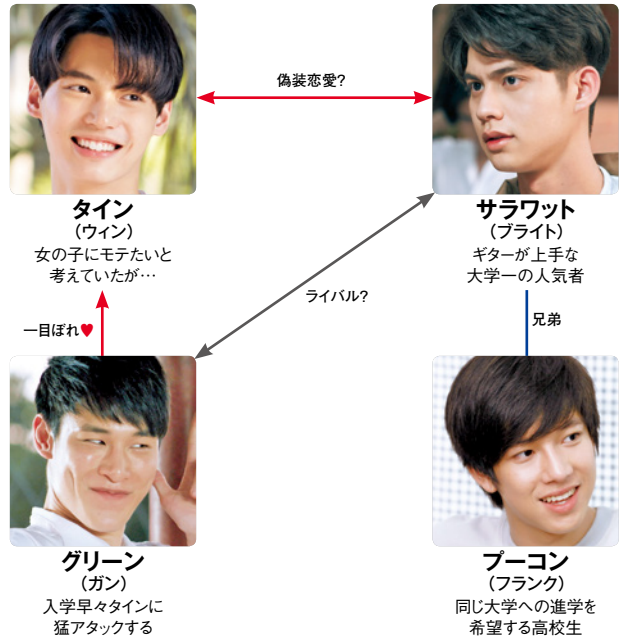 偽装恋愛?
タイン
（ウィン）
女の子にモテたいと
考えていたが…
サラワット
（ブライト）
ギターが上手な
大学一の人気者
ライバル?
一目ぼれ♥
兄弟
グリーン
（ガン）
入学早々タインに
猛アタックする
プーコン
（フランク）
同じ大学への進学を
希望する高校生